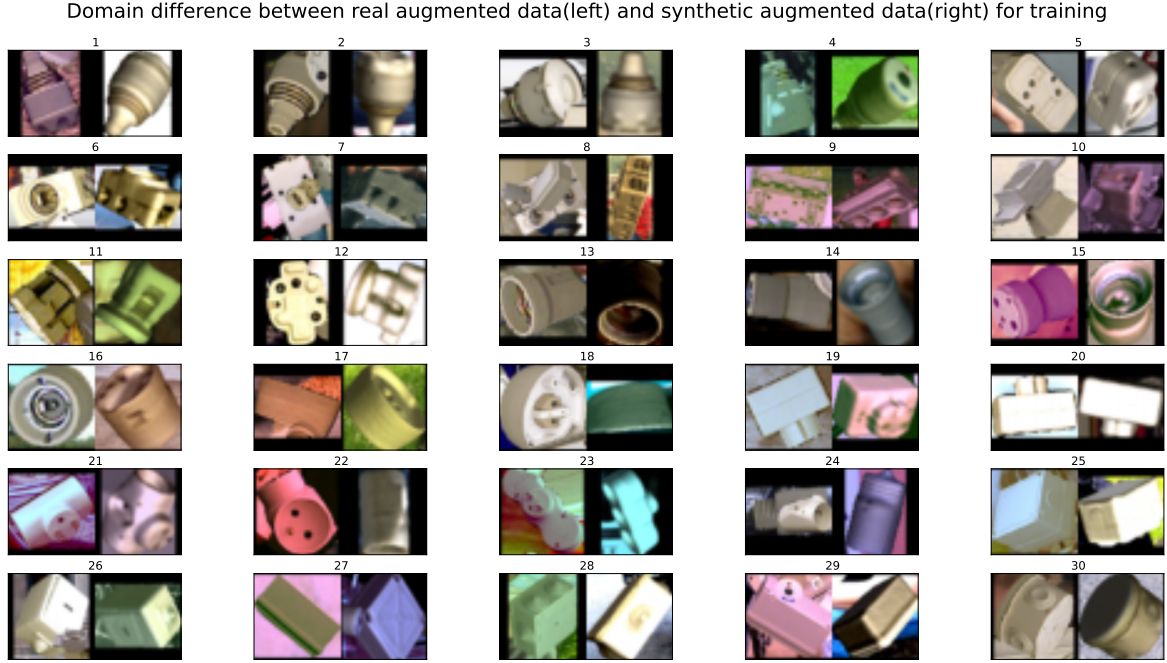 Domain difference between real augmented data(left) and synthetic augmented data(right) for training
1 2 3 4 5
6 7 8 9 10
11 12 13 14 15
16 17 18 19 20
21 22 23 24 25
26 27 28 29 30